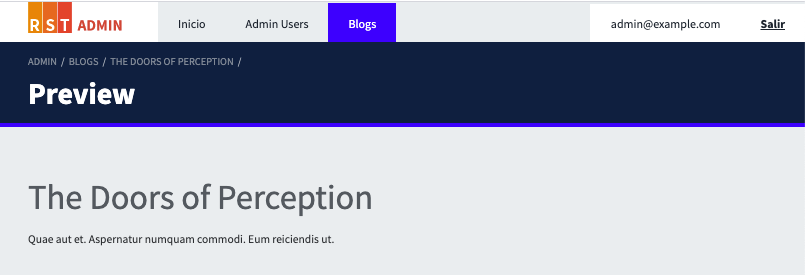 RST ADMIN Inicio Admin Users Blogs admin@example.com Salir
ADMIN / BLOGS / THE DOORS OF PERCEPTION /
Preview
The Doors of Perception
Quae aut et. Aspernatur numquam commodi. Eum reiciendis ut.